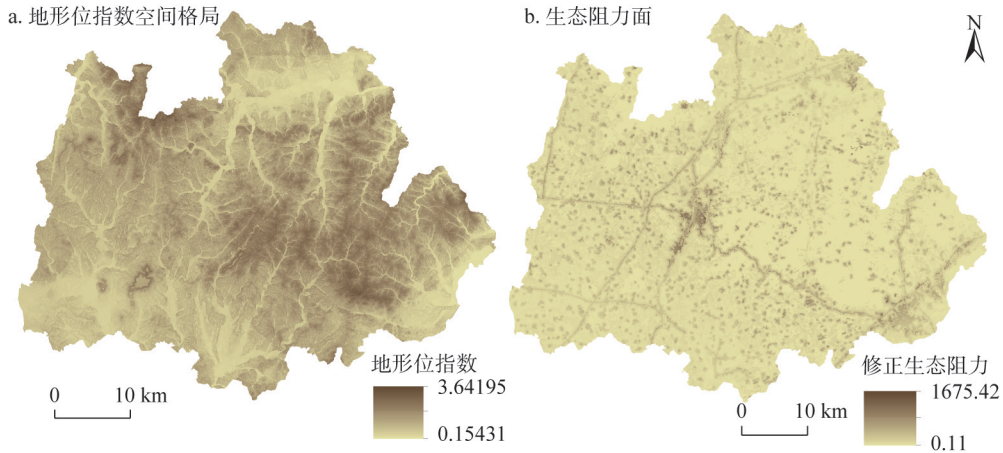 a. 地形位指数空间格局
b. 生态阻力面
N
地形位指数
3.64195
0.15431
0 10 km
修正生态阻力
1675.42
0.11
0 10 km